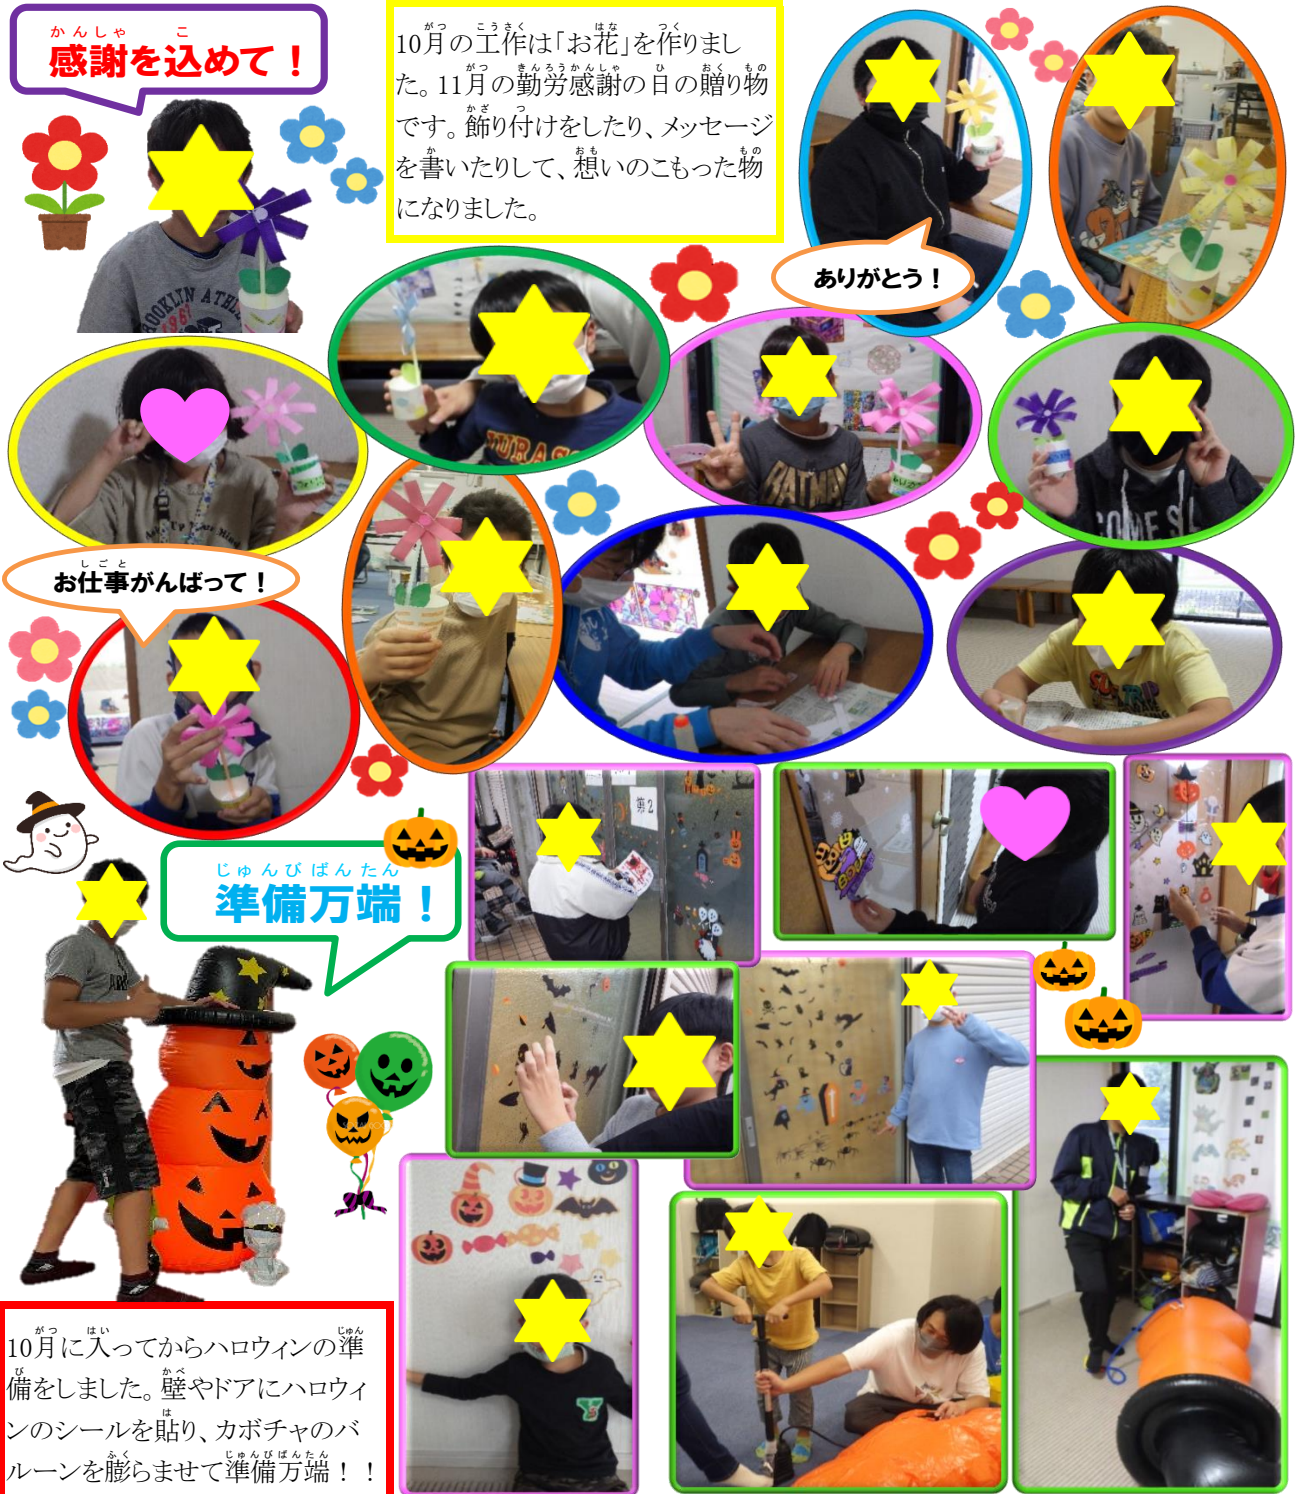 感謝を込めて！
10月の工作は「お花」を作りまし
た。11月の勤労感謝の日の贈り物
です。飾り付けをしたり、メッセージ
を書いたりして、想いのこもった物
になりました。
ありがとう！
お仕事がんばって！
準備万端！
10月に入ってからハロウィンの準
備をしました。壁やドアにハロウィ
ンのシールを貼り、カボチャのバ
ルーンを膨らませて準備万端！！